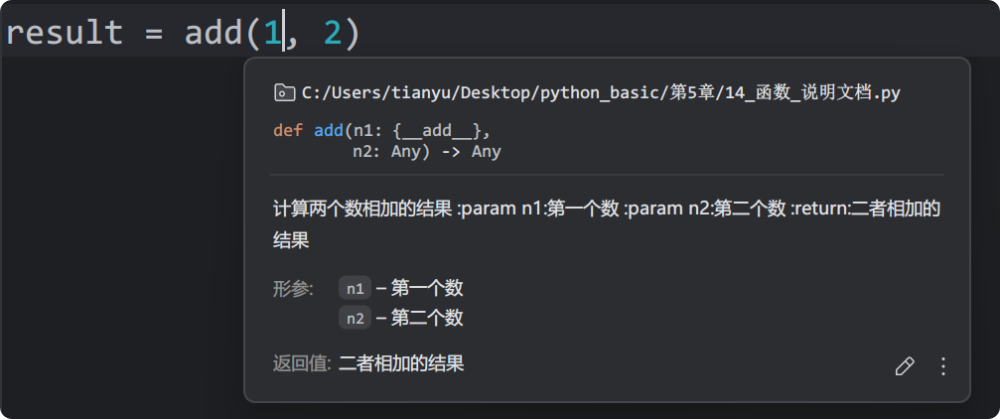 result = add(1, 2)
C:/Users/tianyu/Desktop/python_basic/第5章/14_函数_说明文档.py
def add(n1: {__add__},
n2: Any) -> Any
计算两个数相加的结果 :param n1:第一个数 :param n2:第二个数 :return:二者相加的
结果
形参: n1 – 第一个数
n2 – 第二个数
返回值: 二者相加的结果